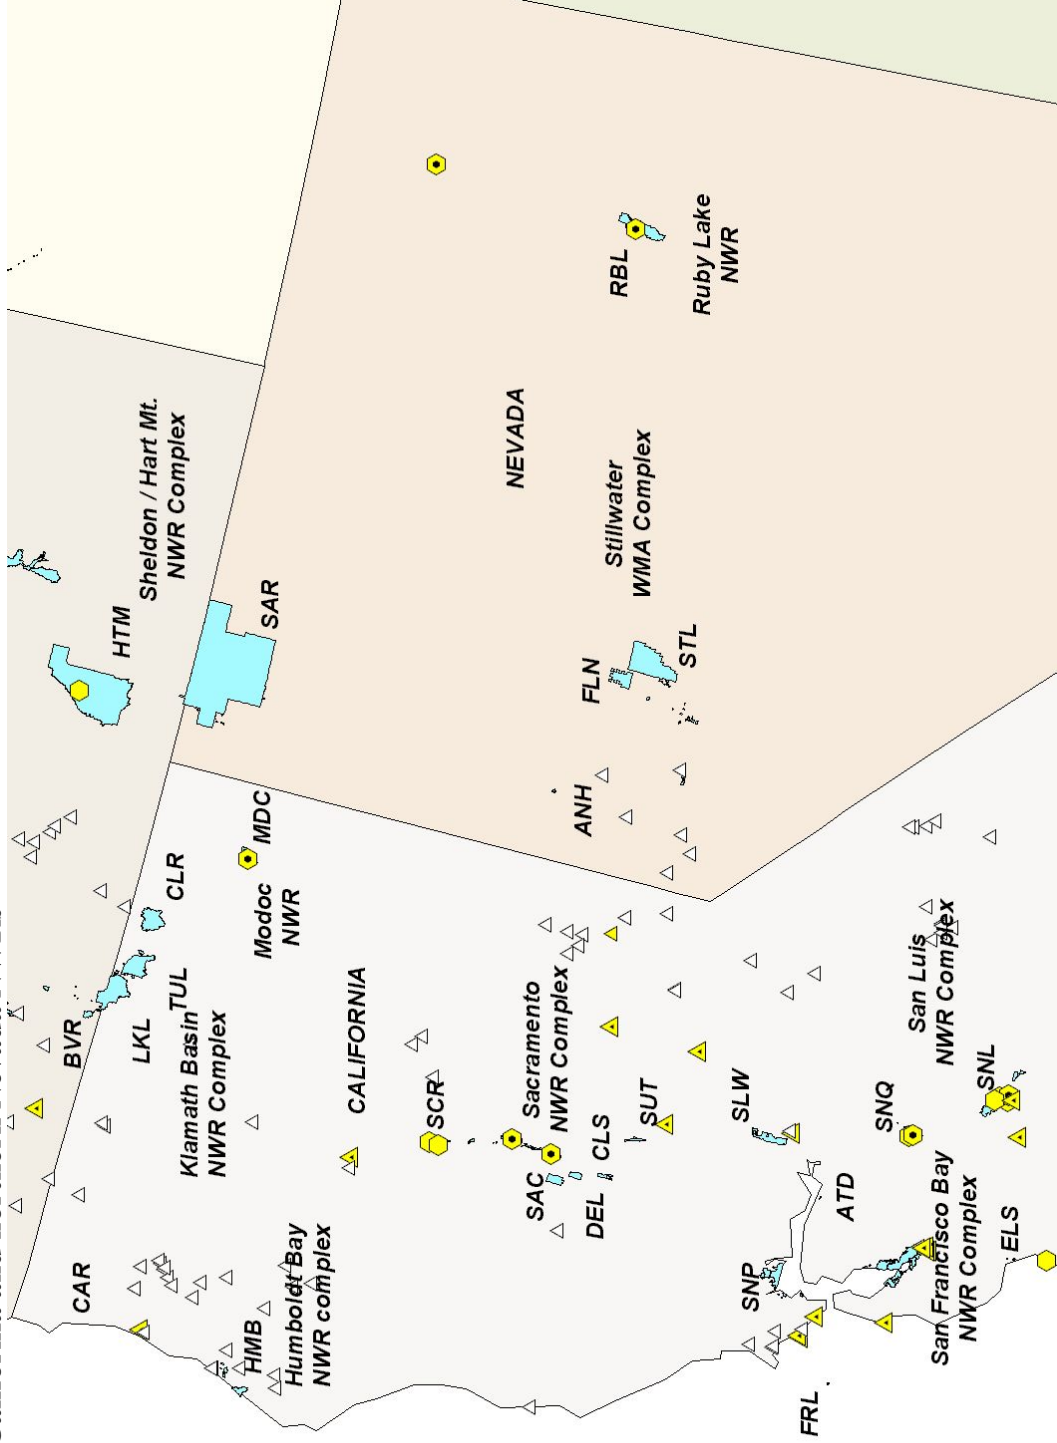 CAR
BVR
LKL
TUL
CLR
Klamath Basin
NWR Complex
HTM
Sheldon / Hart Mt.
NWR Complex
SAR
MDC
Modoc
NWR
HMB
Humboldt Bay
NWR complex
CALIFORNIA
SCR
NEVADA
Sacramento
NWR Complex
SAC
DEL
CLS
SUT
ANH
FLN
STL
Stillwater
WMA Complex
RBL
Ruby Lake
NWR
SNP
SLW
ATD
FRL
SNQ
San Francisco Bay
NWR Complex
San Luis
NWR Complex
SNL
ELS